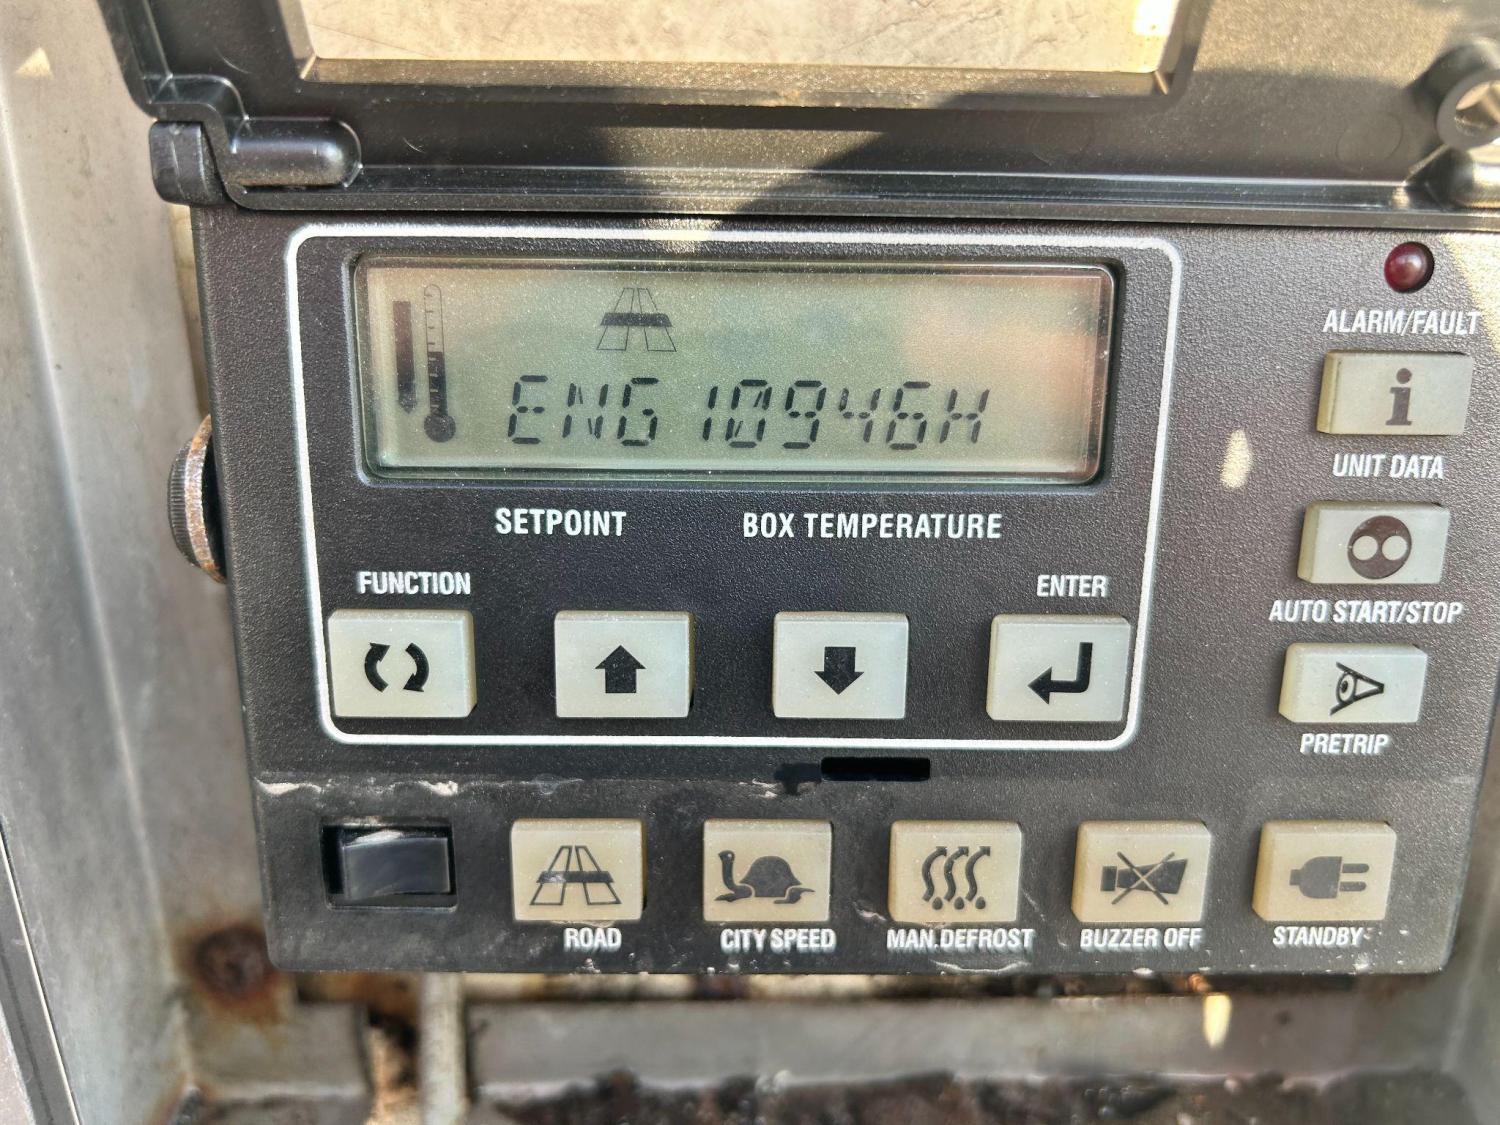 ENG 10946H
ALARM/FAULT
i
UNIT DATA
SETPOINT
BOX TEMPERATURE
FUNCTION
ENTER
AUTO START/STOP
PRETRIP
ROAD
CITY SPEED
MAN.DEFROST
BUZZER OFF
STANDBY